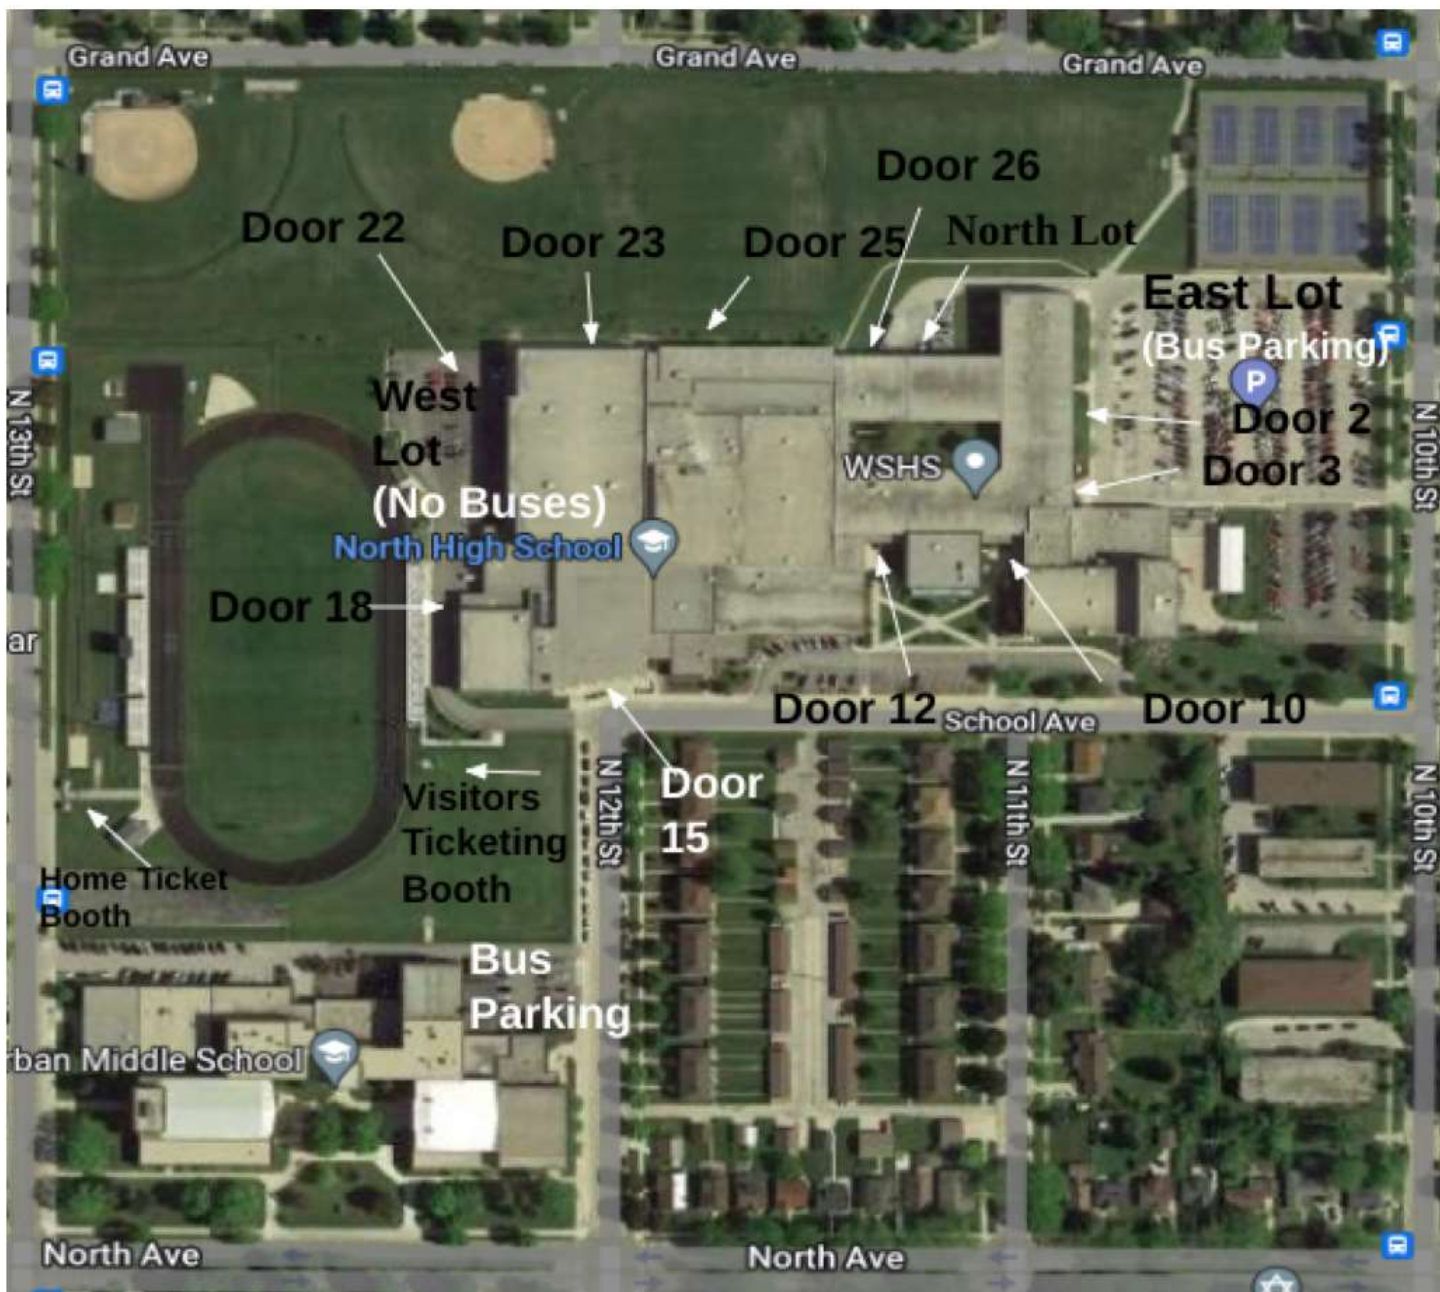 Grand Ave
Grand Ave
Grand Ave
Door 26
Door 22
Door 23
Door 25
North Lot
East Lot
(Bus Parking)
P
West
Lot
(No Buses)
Door 2
Door 3
N 13th St
N 10th St
WSHS
North High School
Door 18
ar
Door 12
School Ave
Door 10
Door
15
Visitors
Ticketing
Booth
N 12th St
N 11th St
N 10th St
Home Ticket
Booth
Bus
Parking
rban Middle School
North Ave
North Ave